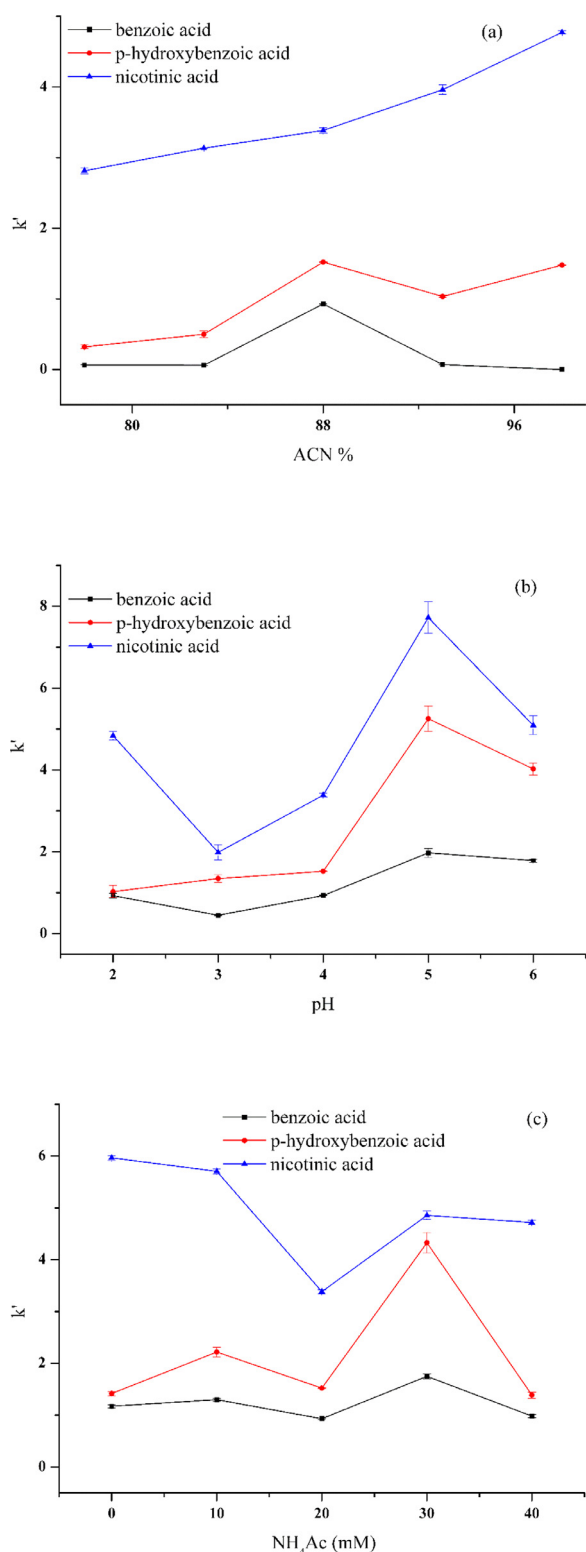 (a)
benzoic acid
p-hydroxybenzoic acid
nicotinic acid
4
2
0
k'
80 88 96
ACN %
(b)
benzoic acid
p-hydroxybenzoic acid
nicotinic acid
8
6
4
2
0
k'
2 3 4 5 6
pH
(c)
benzoic acid
p-hydroxybenzoic acid
nicotinic acid
6
4
2
0
k'
0 10 20 30 40
NH₄Ac (mM)